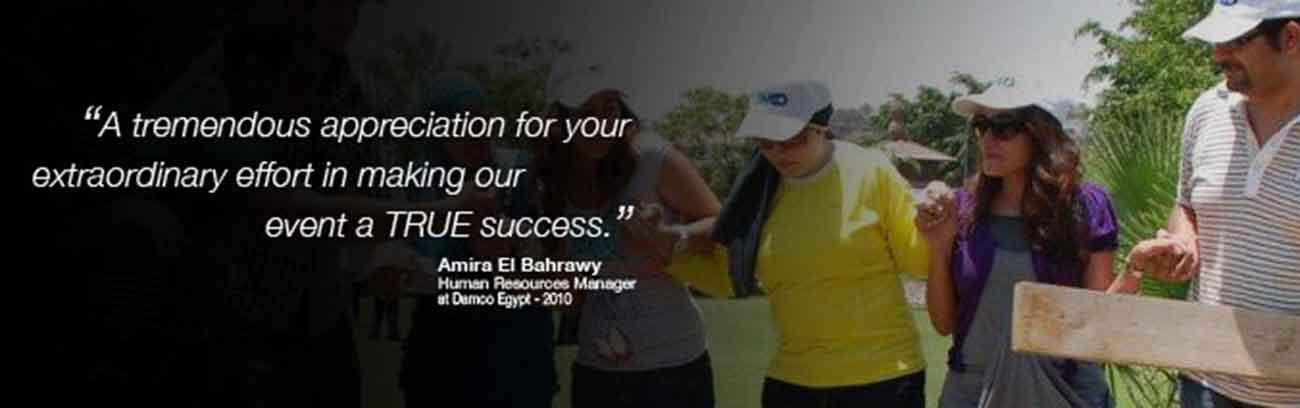 “A tremendous appreciation for your
extraordinary effort in making our
event a TRUE success.”
Amira El Bahrawy
Human Resources Manager
at Damco Egypt - 2010